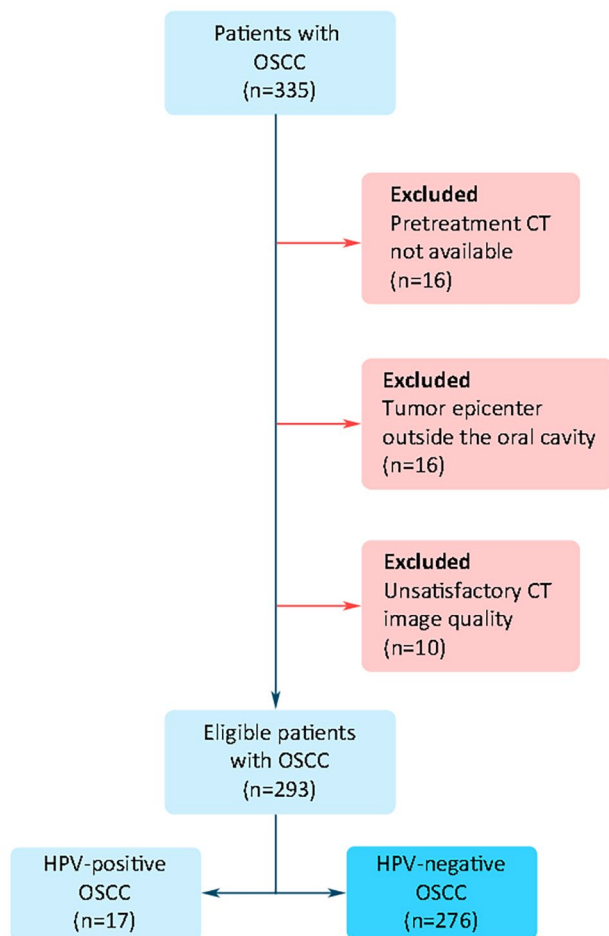 Patients with
OSCC
(n=335)
Excluded
Pretreatment CT
not available
(n=16)
Excluded
Tumor epicenter
outside the oral cavity
(n=16)
Excluded
Unsatisfactory CT
image quality
(n=10)
Eligible patients
with OSCC
(n=293)
HPV-positive
OSCC
(n=17)
HPV-negative
OSCC
(n=276)